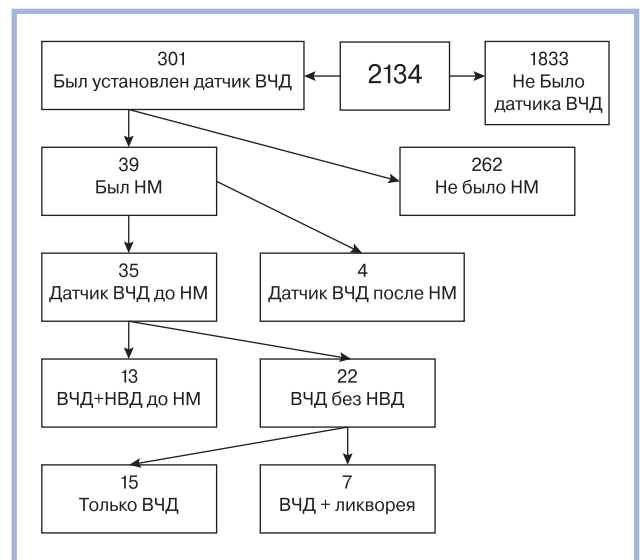 301
Был установлен датчик ВЧД
2134
1833
Не Было
датчика ВЧД
39
Был НМ
262
Не было НМ
35
Датчик ВЧД до НМ
4
Датчик ВЧД после НМ
13
ВЧД+НВД до НМ
22
ВЧД без НВД
15
Только ВЧД
7
ВЧД + ликворея